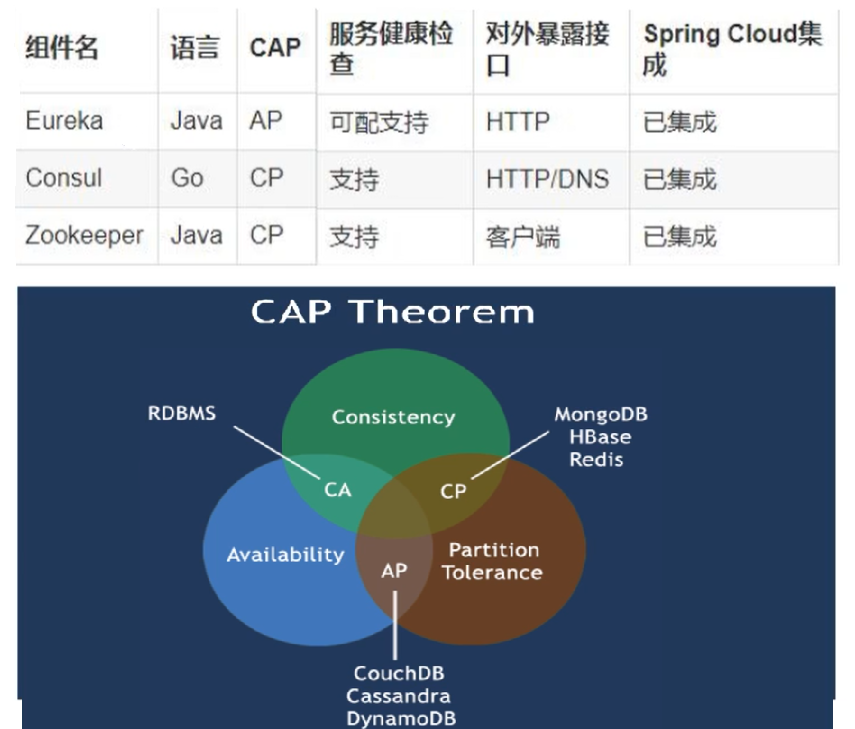 组件名 语言 CAP 服务健康检查 对外暴露接口 Spring Cloud集成
Eureka Java AP 可配支持 HTTP 已集成
Consul Go CP 支持 HTTP/DNS 已集成
Zookeeper Java CP 支持 客户端 已集成
CAP Theorem
RDBMS
Consistency
MongoDB
HBase
Redis
CA
CP
Availability
Partition
Tolerance
AP
CouchDB
Cassandra
DynamoDB